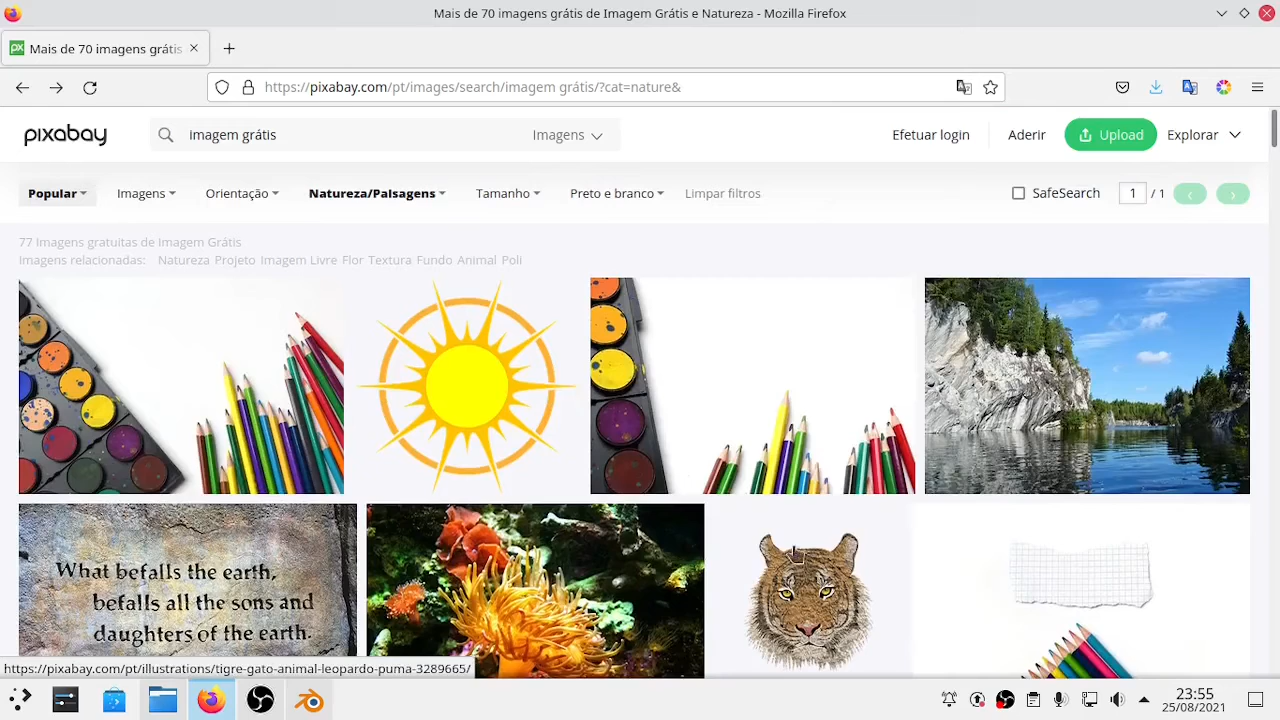 Mais de 70 imagens grátis de Imagem Grátis e Natureza - Mozilla Firefox
Mais de 70 imagens grátis
https://pixabay.com/pt/images/search/imagem grátis/?cat=nature&
pixabay
imagem grátis
Imagens
Efetuar login
Aderir
Upload
Explorar
Popular
Imagens
Orientação
Natureza/Paisagens
Tamanho
Preto e branco
Limpar filtros
SafeSearch
1 / 1
77 Imagens gratuitas de Imagem Grátis
Imagens relacionadas: Natureza Projeto Imagem Livre Flor Textura Fundo Animal Poli
What befalls the earth,
befalls all the sons and
daughters of the earth.
https://pixabay.com/pt/illustrations/tigre-gato-animal-leopardo-puma-3289665/
23:55
25/08/2021